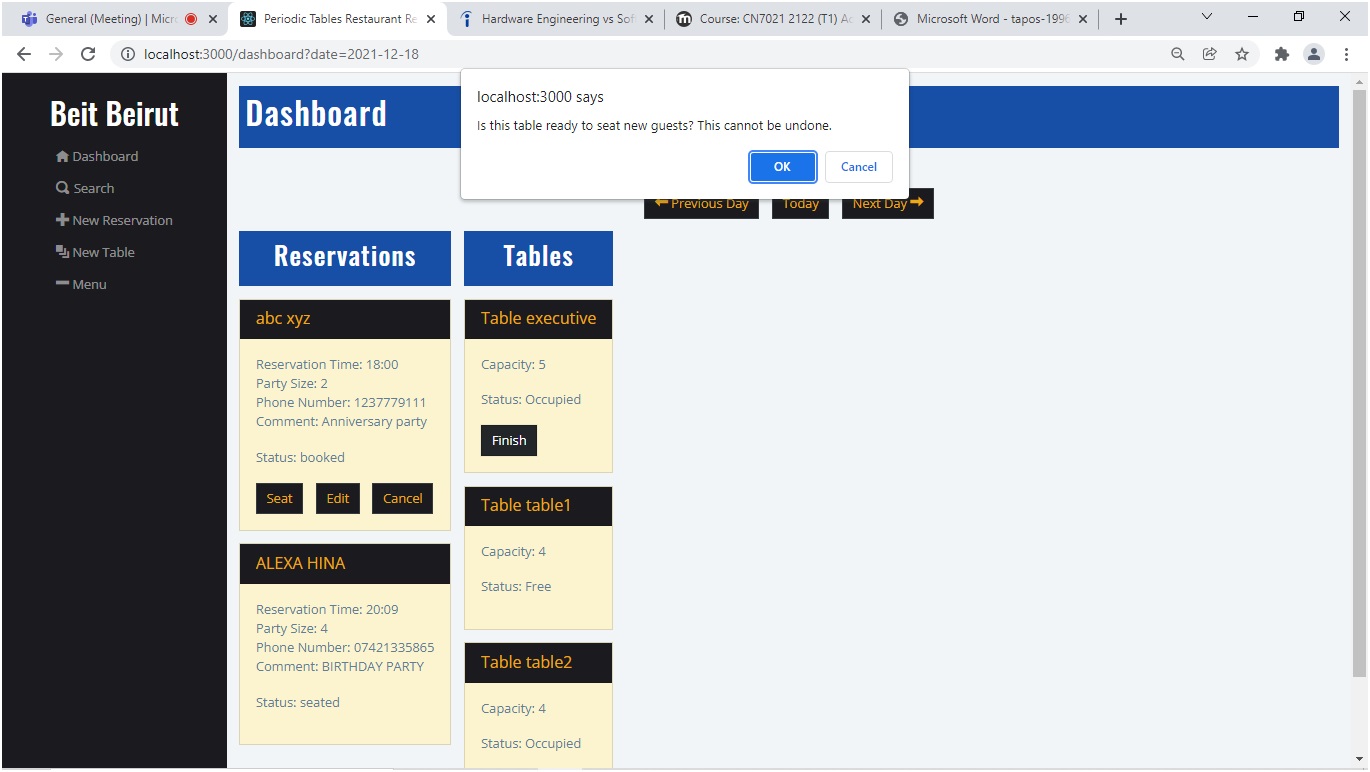 General (Meeting) | Micr
Periodic Tables Restaurant Re
Hardware Engineering vs Sof
Course: CN7021 2122 (T1) Ac
Microsoft Word - tapos-1996
localhost:3000/dashboard?date=2021-12-18
localhost:3000 says
Is this table ready to seat new guests? This cannot be undone.
OK
Cancel
Beit Beirut
Dashboard
Search
New Reservation
New Table
Menu
Dashboard
Previous Day
Today
Next Day
Reservations
abc xyz
Reservation Time: 18:00
Party Size: 2
Phone Number: 1237779111
Comment: Anniversary party
Status: booked
Seat
Edit
Cancel
ALEXA HINA
Reservation Time: 20:09
Party Size: 4
Phone Number: 07421335865
Comment: BIRTHDAY PARTY
Status: seated
Tables
Table executive
Capacity: 5
Status: Occupied
Finish
Table table1
Capacity: 4
Status: Free
Table table2
Capacity: 4
Status: Occupied